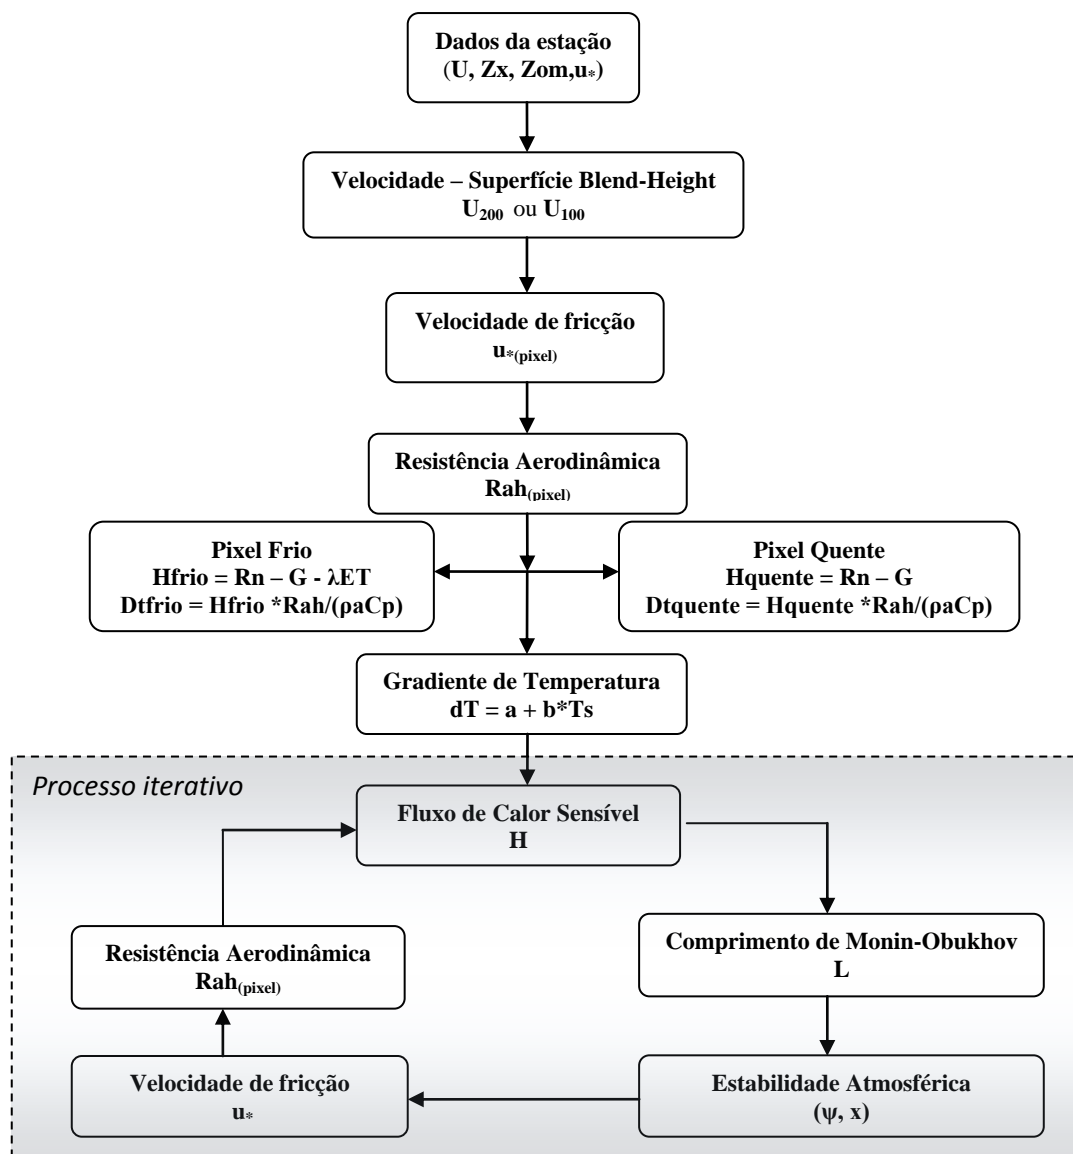 Dados da estação
(U, Zx, Zom,u*)
Velocidade – Superfície Blend-Height
U200 ou U100
Velocidade de fricção
u*(pixel)
Resistência Aerodinâmica
Rah(pixel)
Pixel Frio
Hfrio = Rn – G - λET
Dtfrio = Hfrio *Rah/(ρaCp)
Pixel Quente
Hquente = Rn – G
Dtquente = Hquente *Rah/(ρaCp)
Gradiente de Temperatura
dT = a + b*Ts
Processo iterativo
Fluxo de Calor Sensível
H
Comprimento de Monin-Obukhov
L
Estabilidade Atmosférica
(ψ, x)
Velocidade de fricção
u*
Resistência Aerodinâmica
Rah(pixel)